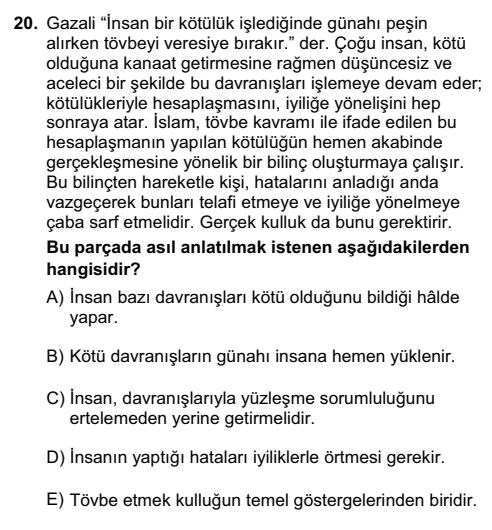 20. Gazali “İnsan bir kötülük işlediğinde günahı peşin
alırken tövbeyi veresiye bırakır.” der. Çoğu insan, kötü
olduğuna kanaat getirmesine rağmen düşüncesiz ve
aceleci bir şekilde bu davranışları işlemeye devam eder;
kötülükleriyle hesaplaşmasını, iyiliğe yönelişini hep
sonraya atar. İslam, tövbe kavramı ile ifade edilen bu
hesaplaşmanın yapılan kötülüğün hemen akabinde
gerçekleşmesine yönelik bir bilinç oluşturmaya çalışır.
Bu bilinçten hareketle kişi, hatalarını anladığı anda
vazgeçerek bunları telafi etmeye ve iyiliğe yönelmeye
çaba sarf etmelidir. Gerçek kulluk da bunu gerektirir.
Bu parçada asıl anlatılmak istenen aşağıdakilerden
hangisidir?
A) İnsan bazı davranışları kötü olduğunu bildiği hâlde
yapar.
B) Kötü davranışların günahı insana hemen yüklenir.
C) İnsan, davranışlarıyla yüzleşme sorumluluğunu
ertelemeden yerine getirmelidir.
D) İnsanın yaptığı hataları iyiliklerle örtmesi gerekir.
E) Tövbe etmek kulluğun temel göstergelerinden biridir.